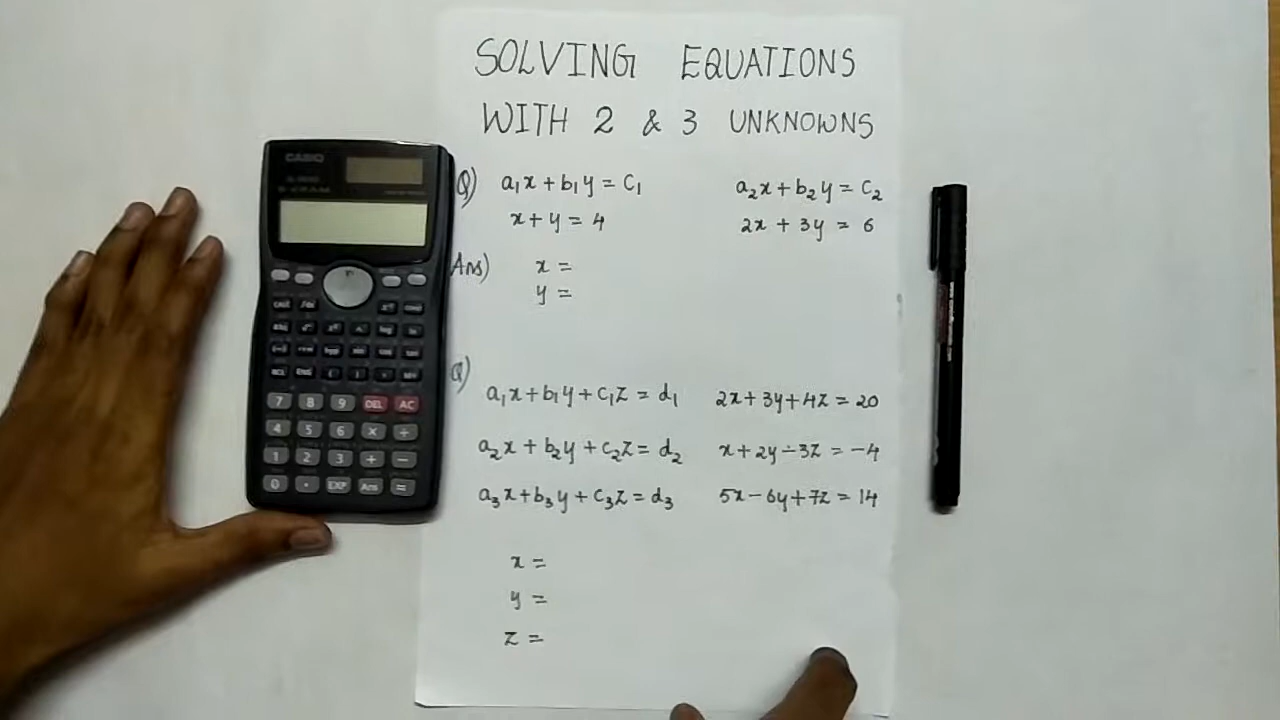 SOLVING EQUATIONS
WITH 2 & 3 UNKNOWNS
Q) a₁x + b₁y = C₁ a₂x + b₂y = C₂
x + y = 4 2x + 3y = 6
Ans) x =
y =
Q)
a₁x + b₁y + c₁z = d₁ 2x + 3y + 4z = 20
a₂x + b₂y + c₂z = d₂ x + 2y - 3z = -4
a₃x + b₃y + c₃z = d₃ 5x - 6y + 7z = 14
x =
y =
z =
CASIO
7 8 9 DEL AC
4 5 6 × ÷
1 2 3 + −
0 · EXP Ans =